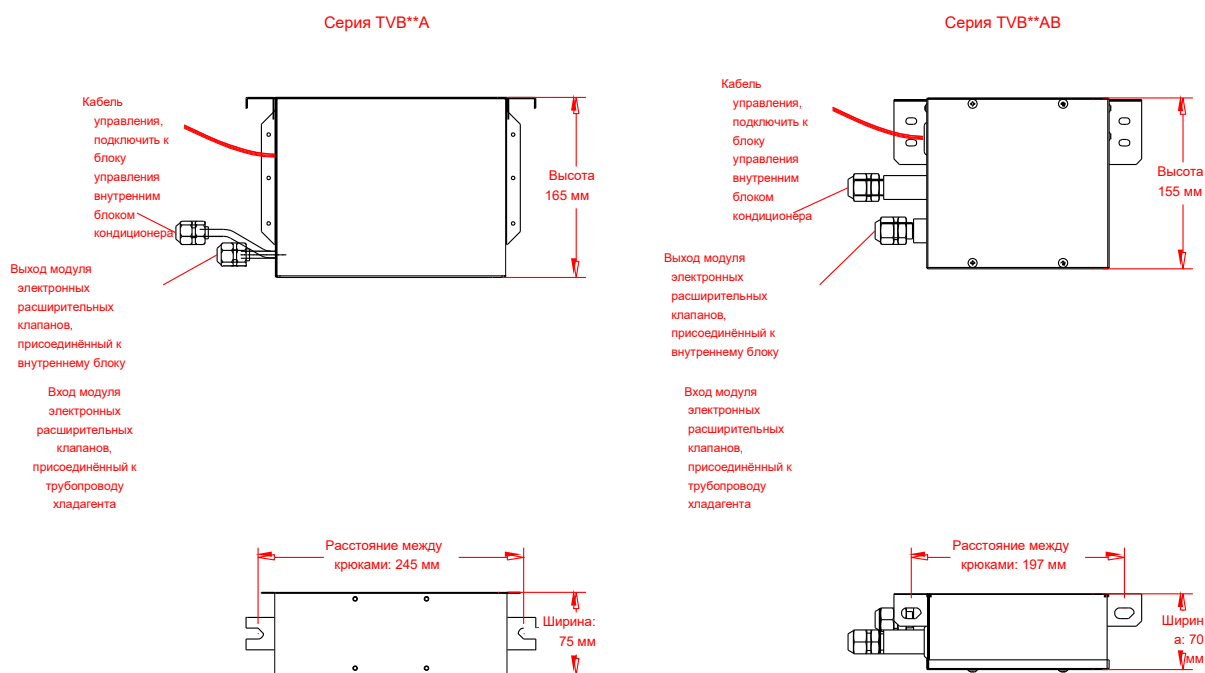 Серия TVB**A
Кабель
управления,
подключить к
блоку
управления
внутренним
блоком
кондиционера
Высота
165 мм
Выход модуля
электронных
расширительных
клапанов,
присоединённый к
внутреннему блоку
Вход модуля
электронных
расширительных
клапанов,
присоединённый к
трубопроводу
хладагента
Расстояние между
крюками: 245 мм
Ширина:
75 мм
Серия TVB**AB
Кабель
управления,
подключить к
блоку
управления
внутренним
блоком
кондиционера
Высота
155 мм
Выход модуля
электронных
расширительных
клапанов,
присоединённый к
внутреннему блоку
Вход модуля
электронных
расширительных
клапанов,
присоединённый к
трубопроводу
хладагента
Расстояние между
крюками: 197 мм
Ширин
а: 70
мм